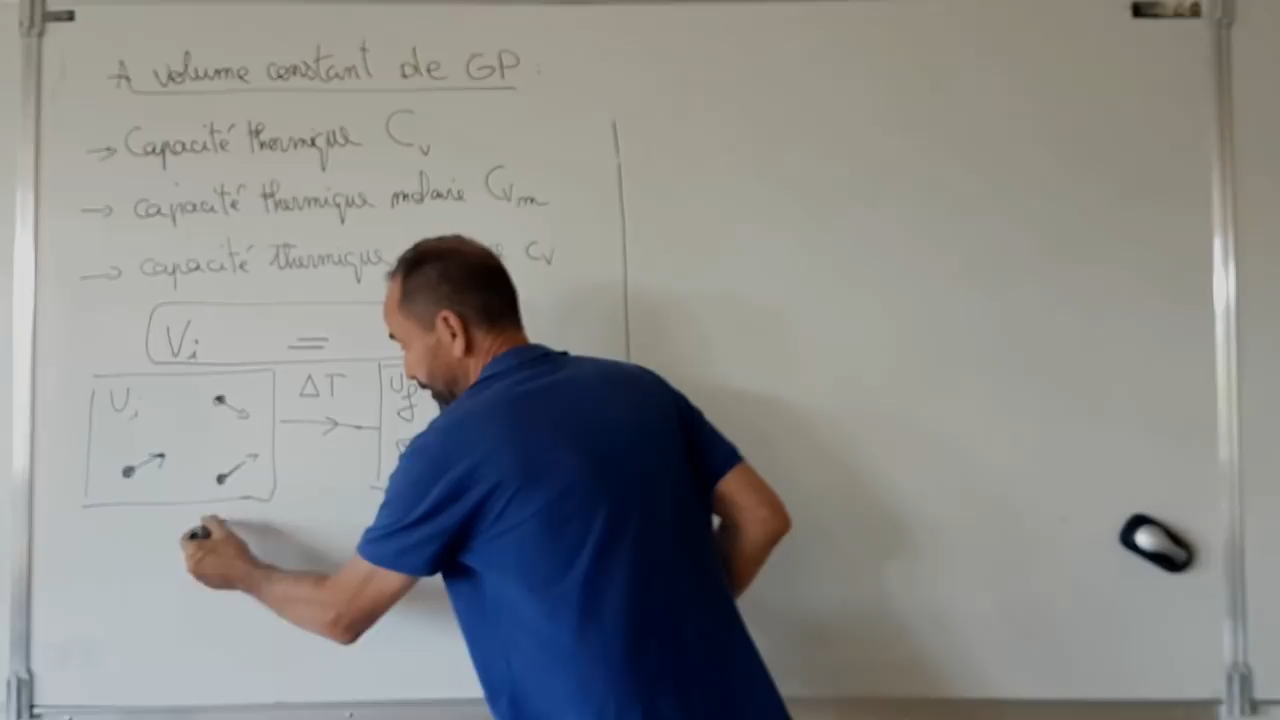 A volume constant de GP :
→ Capacité thermique Cv
→ capacité thermique molaire Cvm
→ capacité thermique cv
Vi =
Ui ΔT Uf